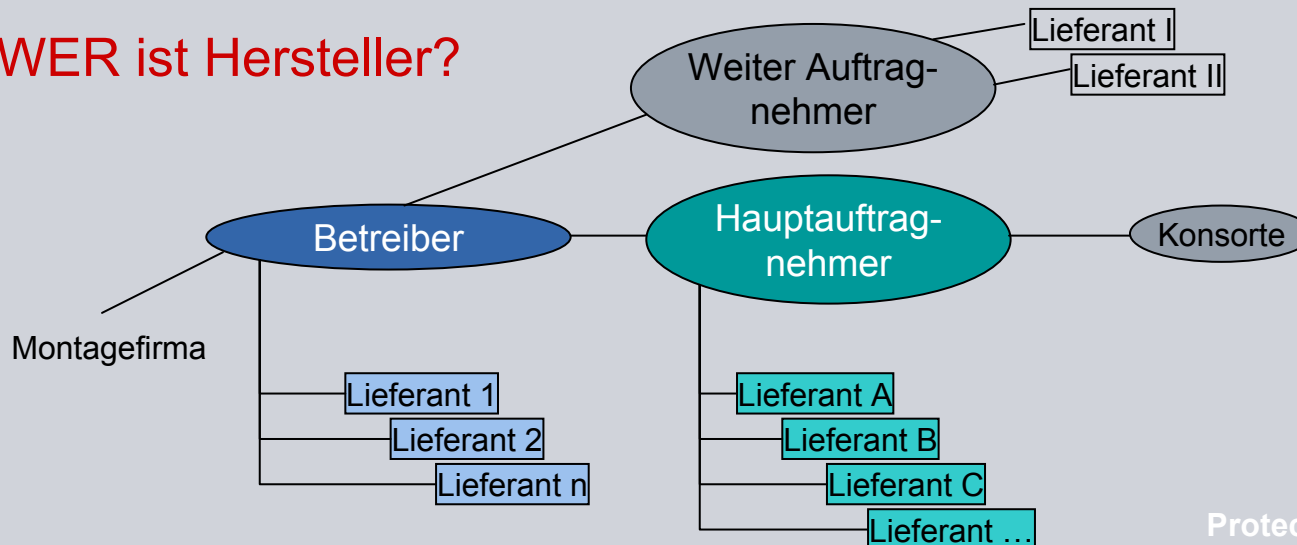 WER ist Hersteller?
Weiter Auftrag-
nehmer
Lieferant I
Lieferant II
Betreiber
Hauptauftrag-
nehmer
Konsorte
Montagefirma
Lieferant 1
Lieferant 2
Lieferant n
Lieferant A
Lieferant B
Lieferant C
Lieferant …